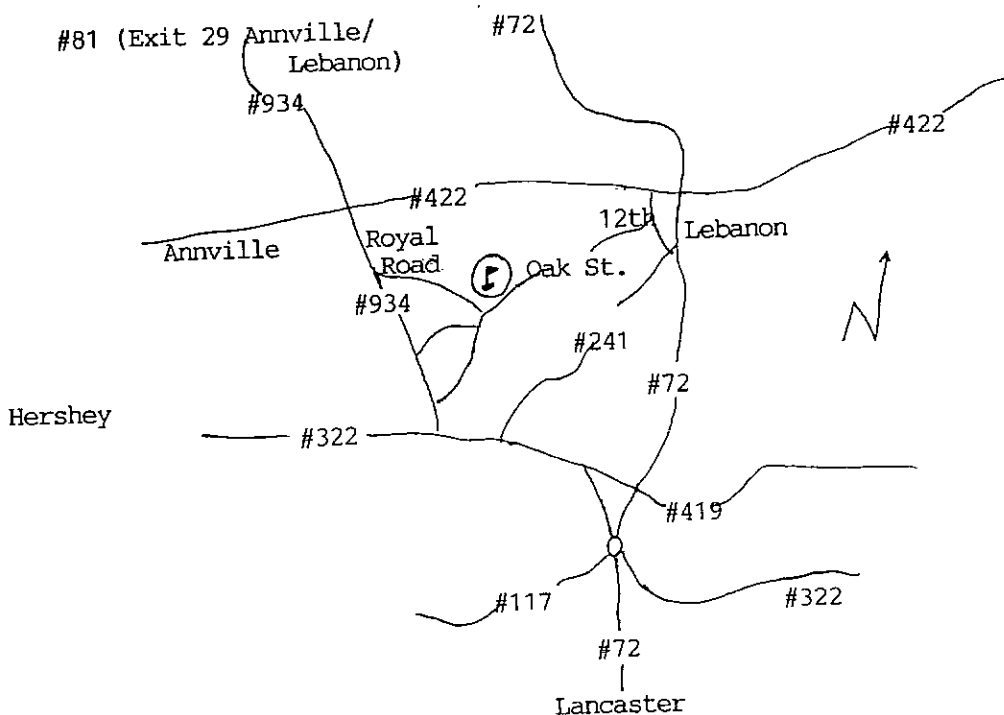 #81 (Exit 29 Annville/
Lebanon)
#72
#934
#422
#422
12th
Lebanon
Annville
Royal
Road
Oak St.
#934
N
#241
#72
Hershey
#322
#419
#117
#322
#72
Lancaster